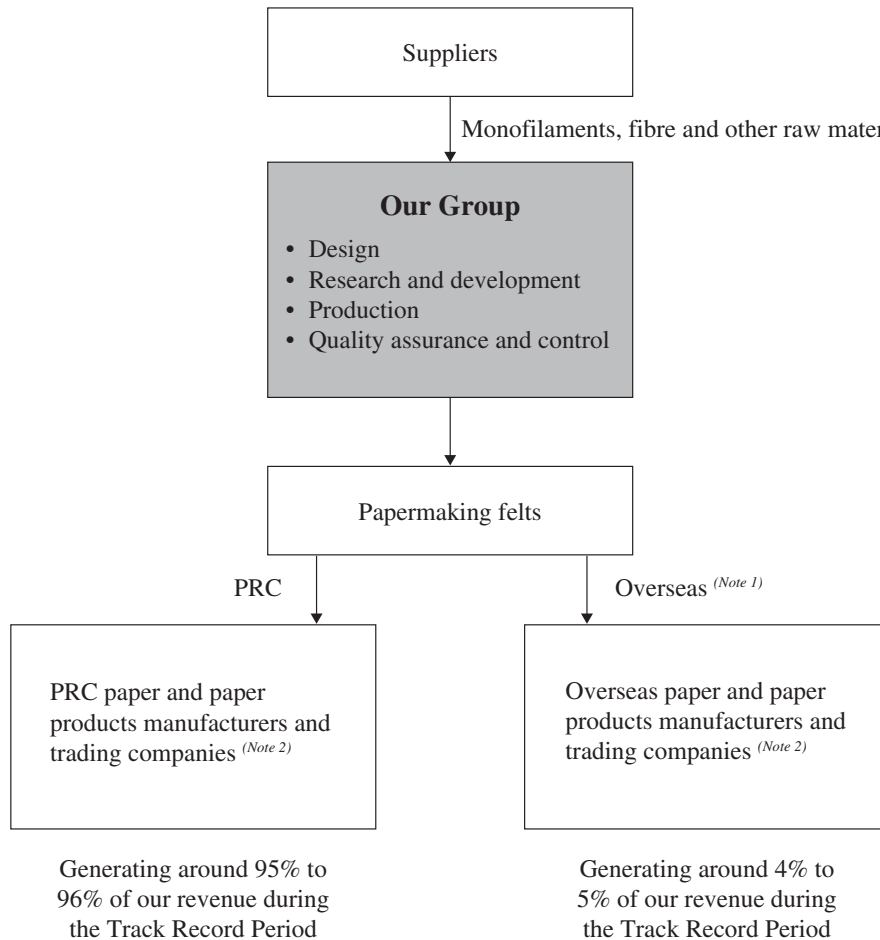 Suppliers
Monofilaments, fibre and other raw
Our Group
• Design
• Research and development
• Production
• Quality assurance and control
Papermaking felts
PRC
Overseas (Note 1)
PRC paper and paper
products manufacturers and
trading companies (Note 2)
Overseas paper and paper
products manufacturers and
trading companies (Note 2)
Generating around 95% to
96% of our revenue during
the Track Record Period
Generating around 4% to
5% of our revenue during
the Track Record Period